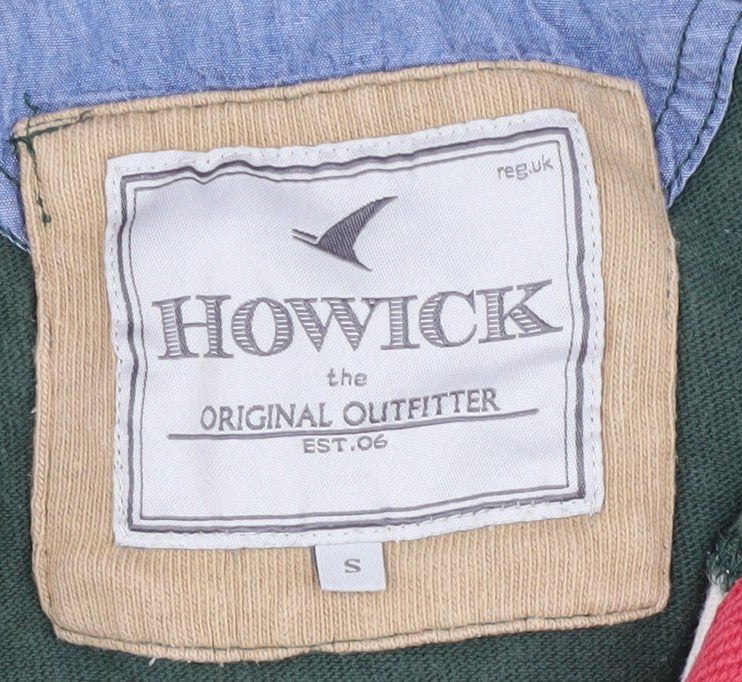 reg.uk
HOWICK
the
ORIGINAL OUTFITTER
EST.06
S